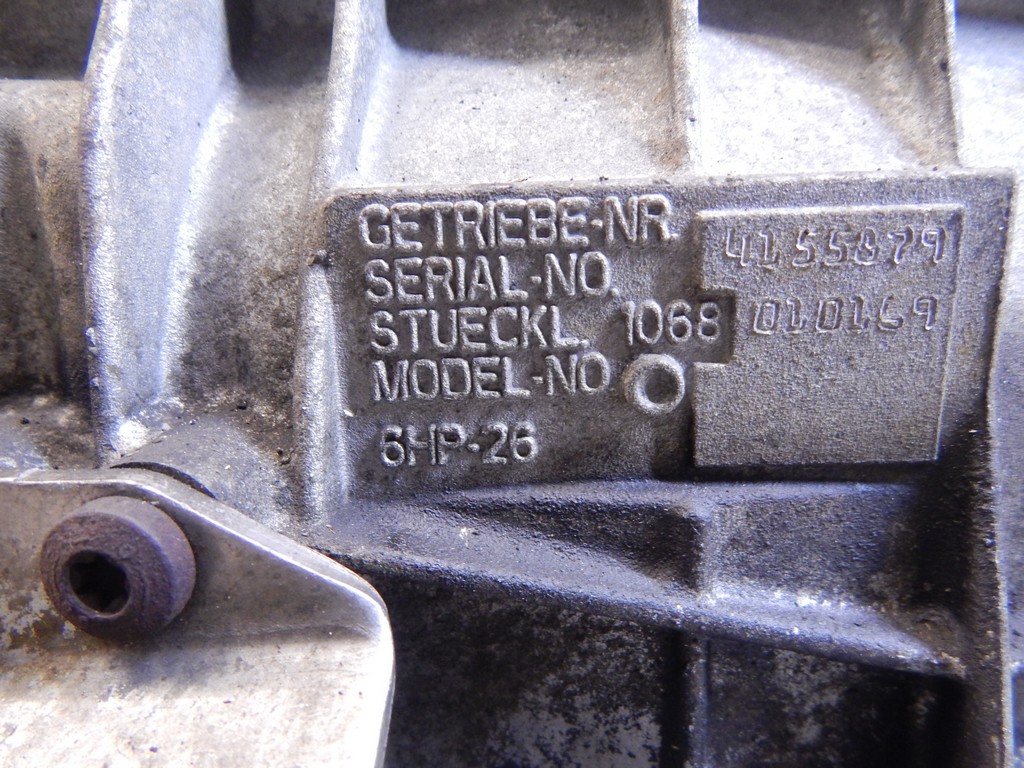 GETRIEBE-NR. 4155879
SERIAL-NO.
STUECKL. 1068 010169
MODEL-NO
6HP-26